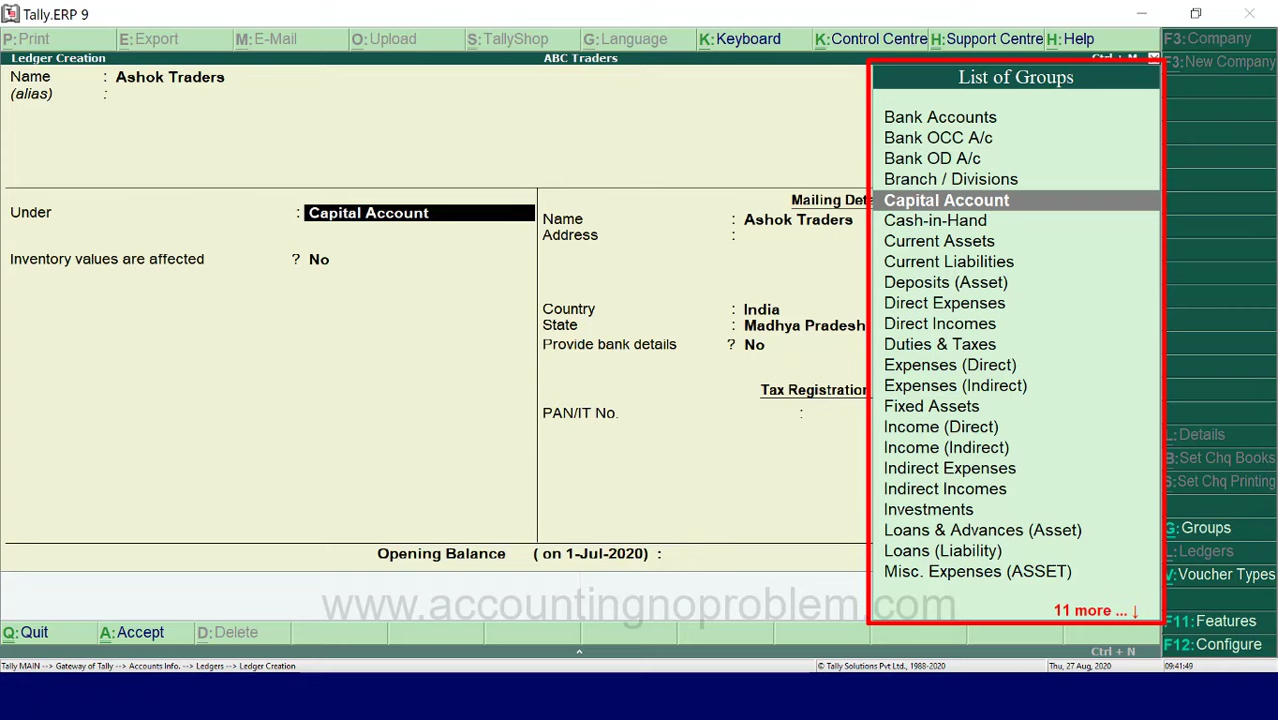 Tally.ERP 9
P:Print E:Export M:E-Mail O:Upload S:TallyShop G:Language K:Keyboard K:Control Centre H:Support Centre H:Help F3:Company
Ledger Creation ABC Traders Ctrl + M
F3:New Company
Name : Ashok Traders
(alias) :
List of Groups
Bank Accounts
Bank OCC A/c
Bank OD A/c
Branch / Divisions
Capital Account
Cash-in-Hand
Current Assets
Current Liabilities
Deposits (Asset)
Direct Expenses
Direct Incomes
Duties & Taxes
Expenses (Direct)
Expenses (Indirect)
Fixed Assets
Income (Direct)
Income (Indirect)
Indirect Expenses
Indirect Incomes
Investments
Loans & Advances (Asset)
Loans (Liability)
Misc. Expenses (ASSET)
11 more ... ↓
Under : Capital Account
Inventory values are affected ? No
Mailing Det
Name : Ashok Traders
Address :
Country : India
State : Madhya Pradesh
Provide bank details ? No
Tax Registration
PAN/IT No. :
Opening Balance ( on 1-Jul-2020) :
L:Details
B:Set Chq Books
S:Set Chq Printing
G:Groups
L:Ledgers
V:Voucher Types
F11:Features
F12:Configure
www.accountingnoproblem.com
Q:Quit A:Accept D:Delete
Ctrl + N
Tally MAIN --> Gateway of Tally --> Accounts Info. --> Ledgers --> Ledger Creation © Tally Solutions Pvt Ltd., 1988-2020 Thu, 27 Aug, 2020 09:41:49